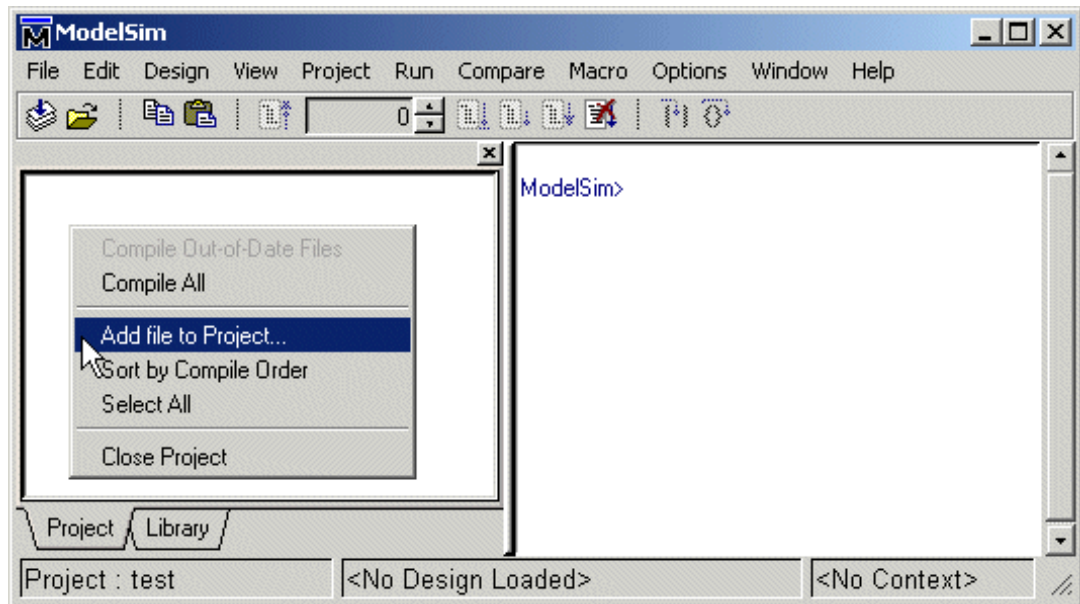 ModelSim
File Edit Design View Project Run Compare Macro Options Window Help
0
ModelSim>
Compile Out-of-Date Files
Compile All
Add file to Project...
Sort by Compile Order
Select All
Close Project
Project Library
Project : test <No Design Loaded> <No Context>